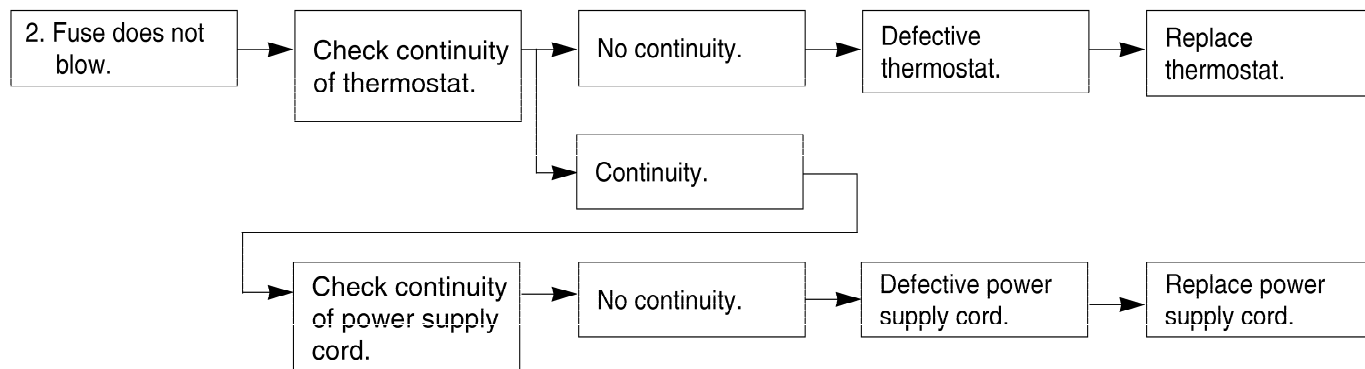 2. Fuse does not
blow.
Check continuity
of thermostat.
No continuity.
Defective
thermostat.
Replace
thermostat.
Continuity.
Check continuity
of power supply
cord.
No continuity.
Defective power
supply cord.
Replace power
supply cord.